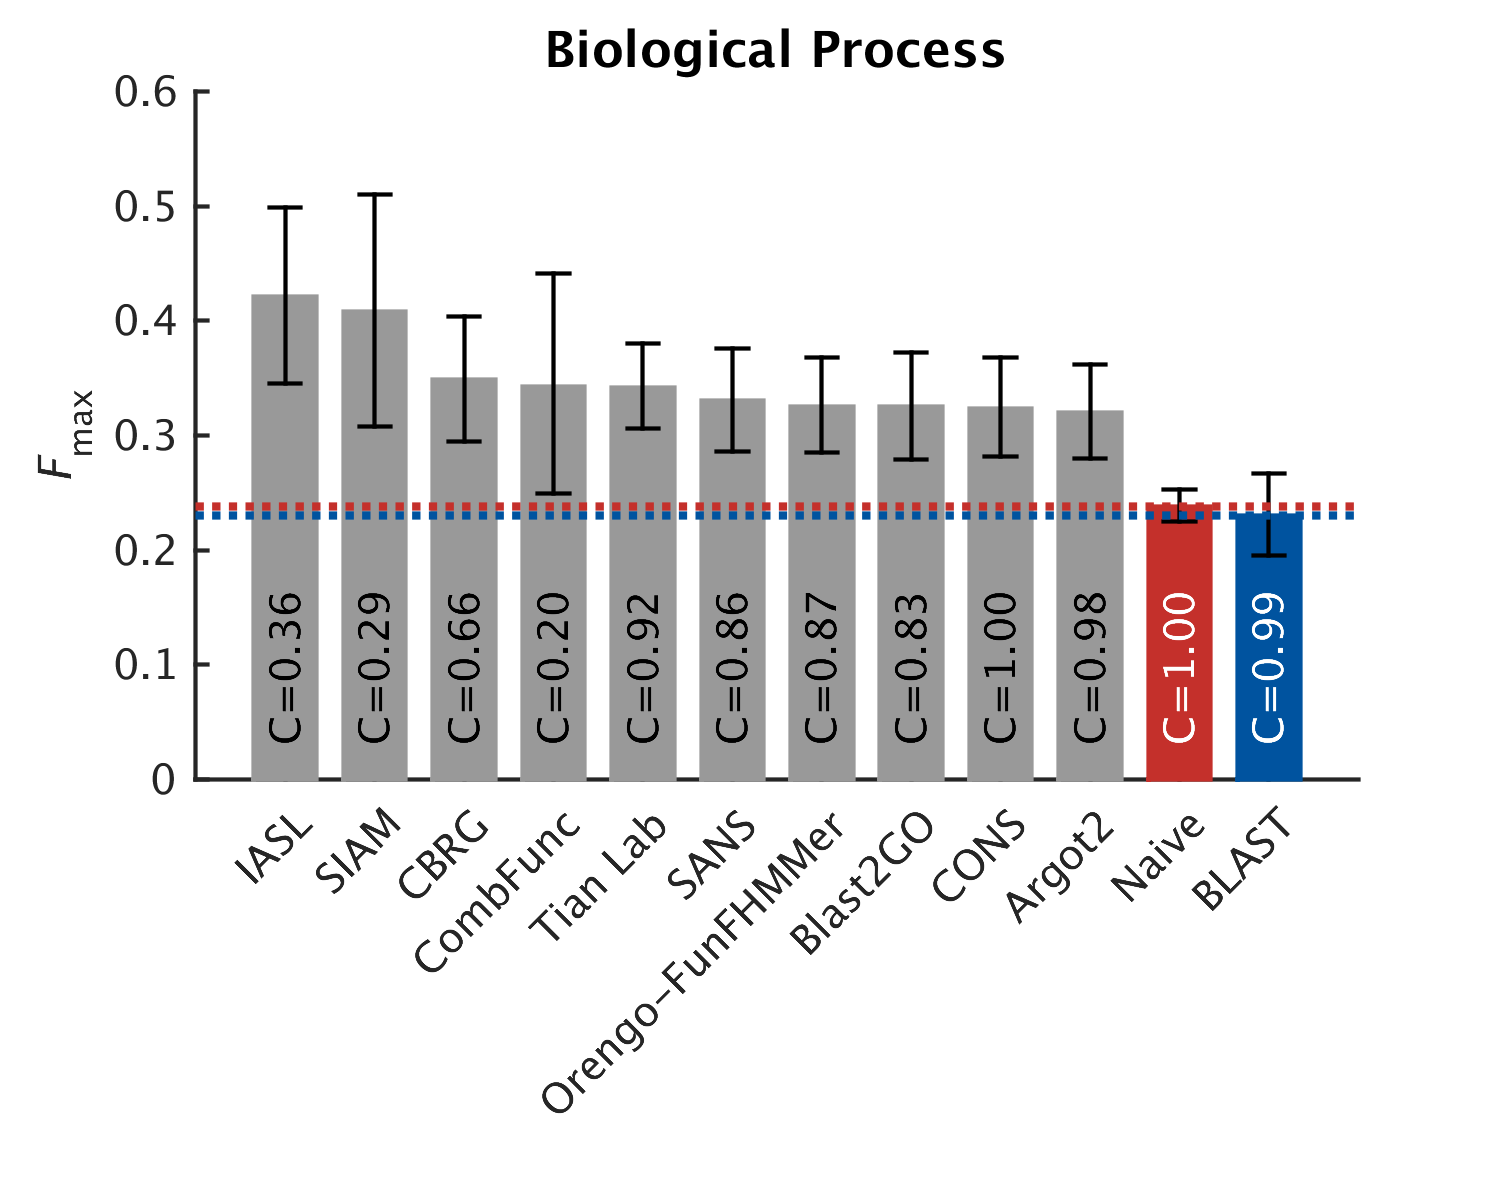 Biological Process
0.6
0.5
0.4
0.3
0.2
0.1
0
Fmax
C=0.36
C=0.29
C=0.66
C=0.20
C=0.92
C=0.86
C=0.87
C=0.83
C=1.00
C=0.98
C=1.00
C=0.99
IASL
SIAM
CBRG
CombFunc
Tian Lab
SANS
Orengo–FunFHMMer
Blast2GO
CONS
Argot2
Naive
BLAST